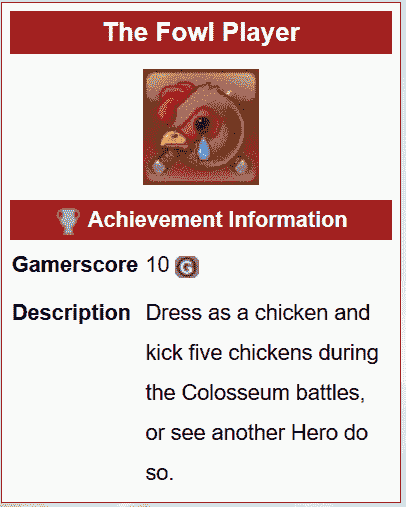 The Fowl Player
Achievement Information
Gamerscore 10 G
Description Dress as a chicken and
kick five chickens during
the Colosseum battles,
or see another Hero do
so.